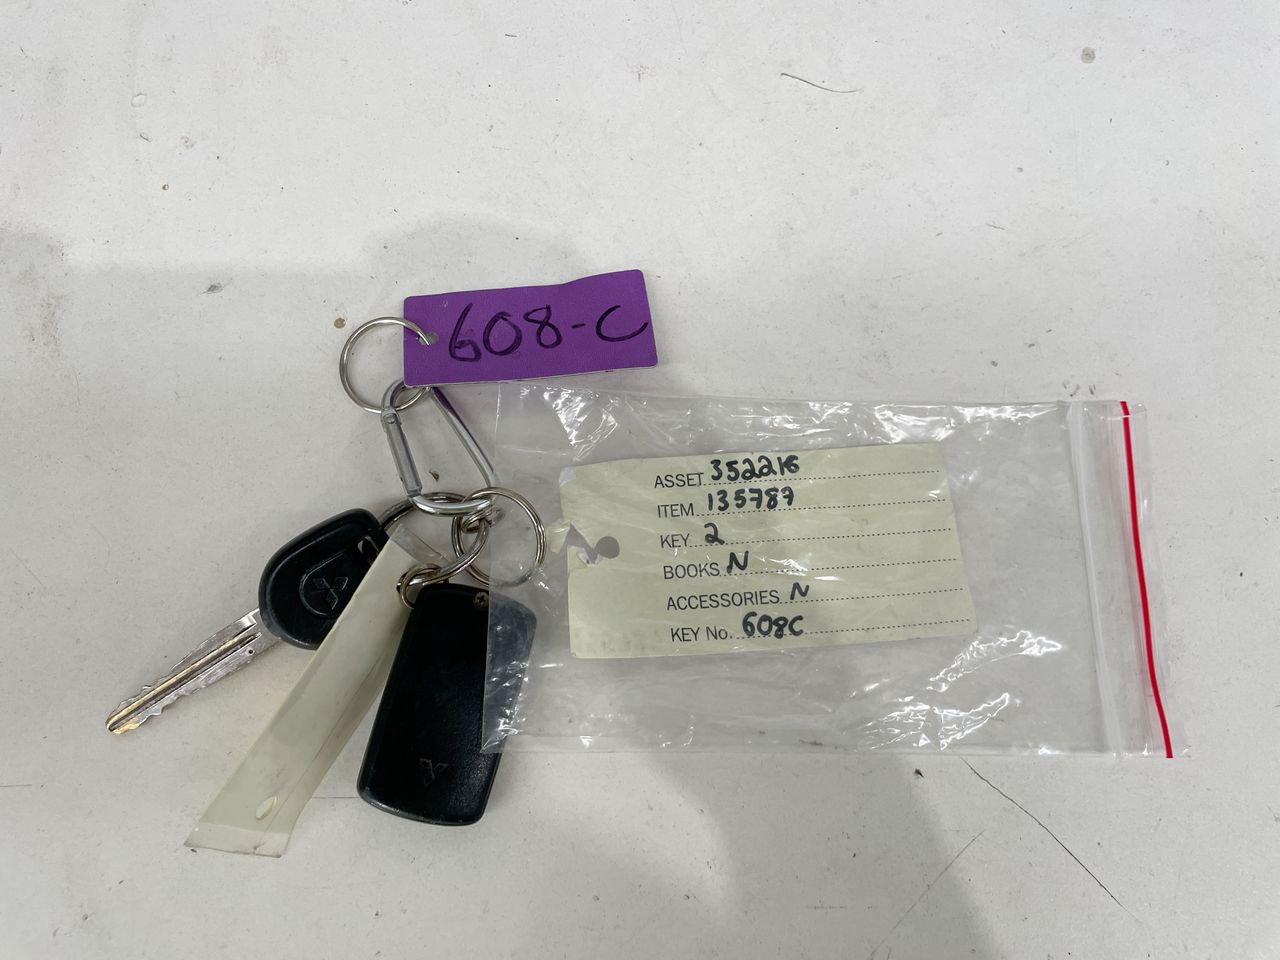 608-C
ASSET 352216
ITEM 135787
KEY 2
BOOKS N
ACCESSORIES N
KEY No. 608C